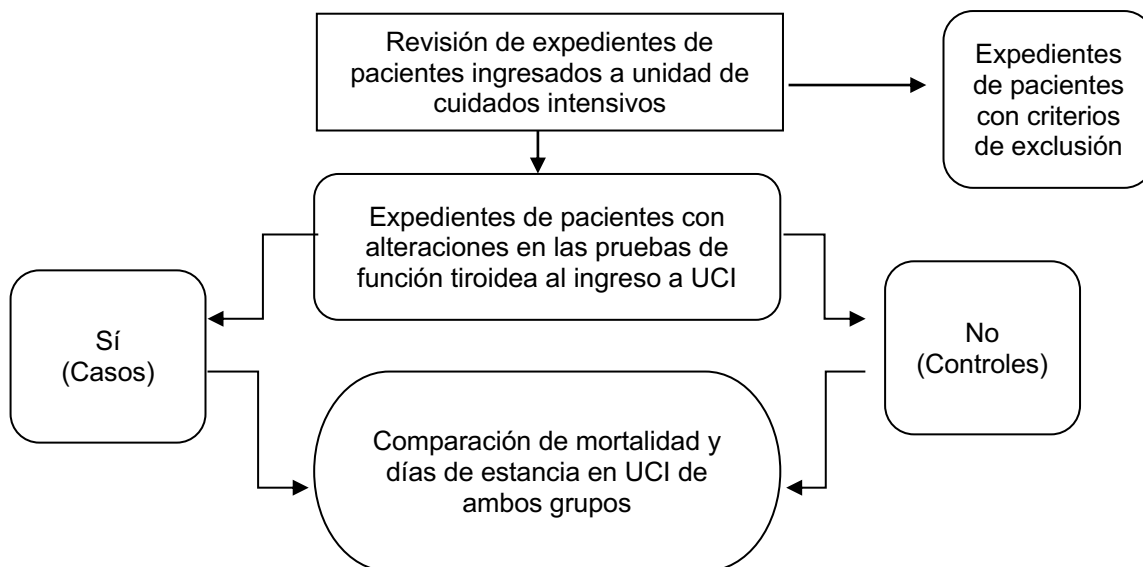 Revisión de expedientes de
pacientes ingresados a unidad de
cuidados intensivos
Expedientes
de pacientes
con criterios
de exclusión
Expedientes de pacientes con
alteraciones en las pruebas de
función tiroidea al ingreso a UCI
Sí
(Casos)
No
(Controles)
Comparación de mortalidad y
días de estancia en UCI de
ambos grupos